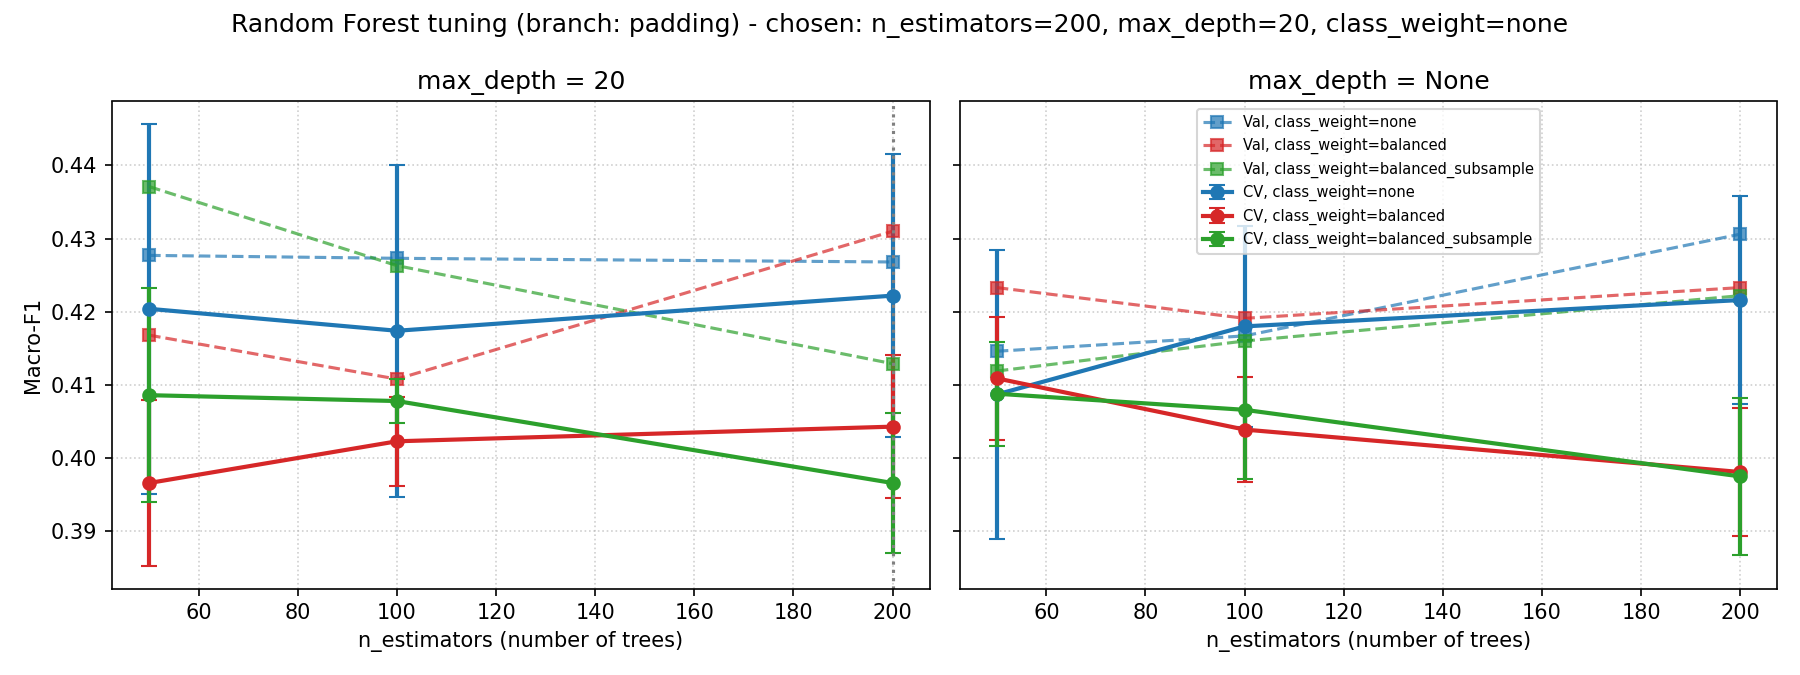 Random Forest tuning (branch: padding) - chosen: n_estimators=200, max_depth=20, class_weight=none
max_depth = 20
Macro-F1
0.44
0.43
0.42
0.41
0.40
0.39
60 80 100 120 140 160 180 200
n_estimators (number of trees)
max_depth = None
Val, class_weight=none
Val, class_weight=balanced
Val, class_weight=balanced_subsample
CV, class_weight=none
CV, class_weight=balanced
CV, class_weight=balanced_subsample
60 80 100 120 140 160 180 200
n_estimators (number of trees)